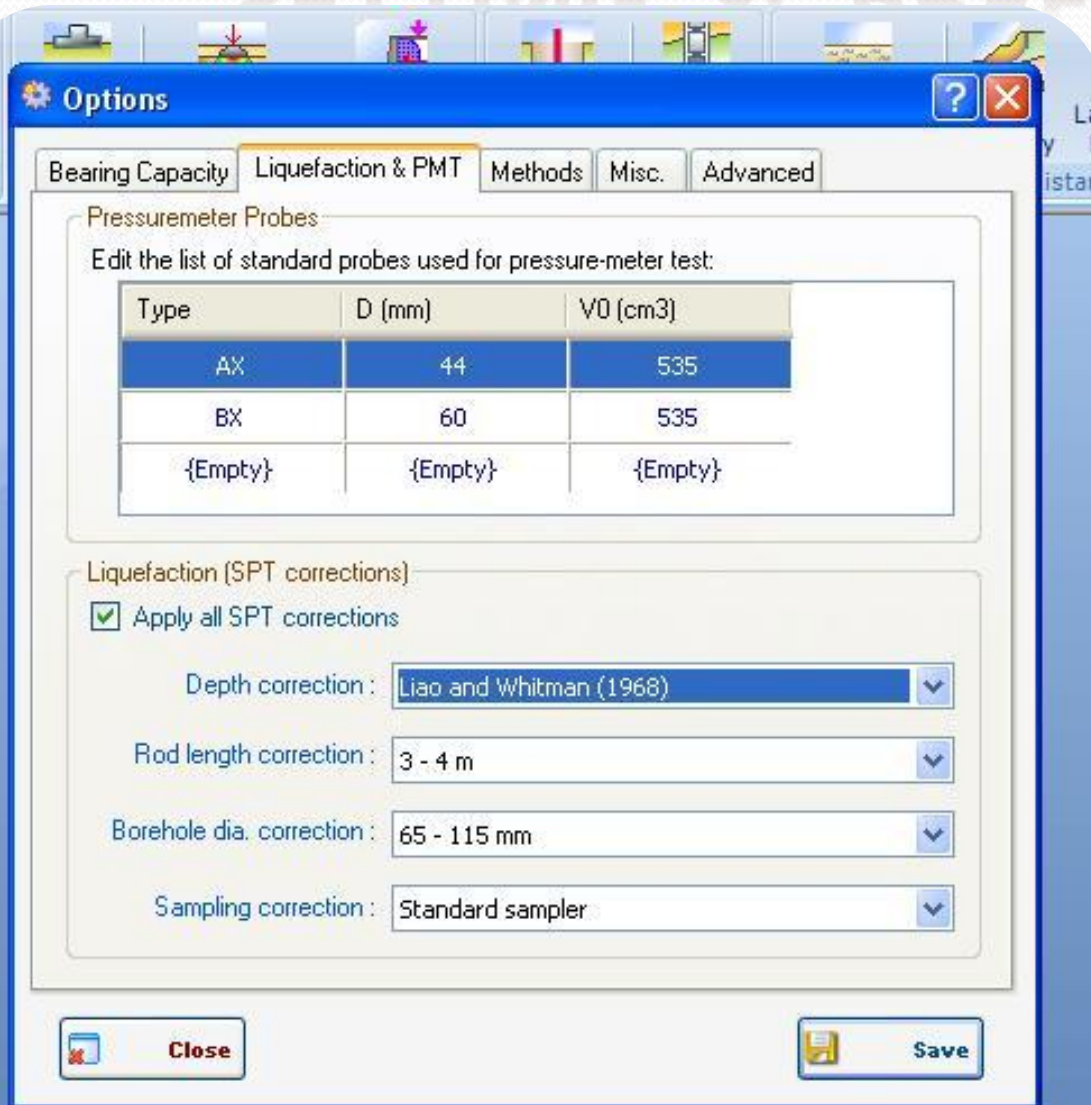 Options
?
Bearing Capacity Liquefaction & PMT Methods Misc. Advanced
Pressuremeter Probes
Edit the list of standard probes used for pressure-meter test:
Type D (mm) V0 (cm3)
AX 44 535
BX 60 535
{Empty} {Empty} {Empty}
Liquefaction (SPT corrections)
Apply all SPT corrections
Depth correction : Liao and Whitman (1968)
Rod length correction : 3 - 4 m
Borehole dia. correction : 65 - 115 mm
Sampling correction : Standard sampler
Close Save